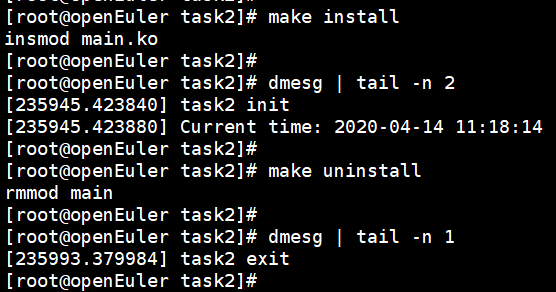 [root@openEuler task2]# make install
insmod main.ko
[root@openEuler task2]#
[root@openEuler task2]# dmesg | tail -n 2
[235945.423840] task2 init
[235945.423880] Current time: 2020-04-14 11:18:14
[root@openEuler task2]#
[root@openEuler task2]# make uninstall
rmmod main
[root@openEuler task2]#
[root@openEuler task2]# dmesg | tail -n 1
[235993.379984] task2 exit
[root@openEuler task2]#